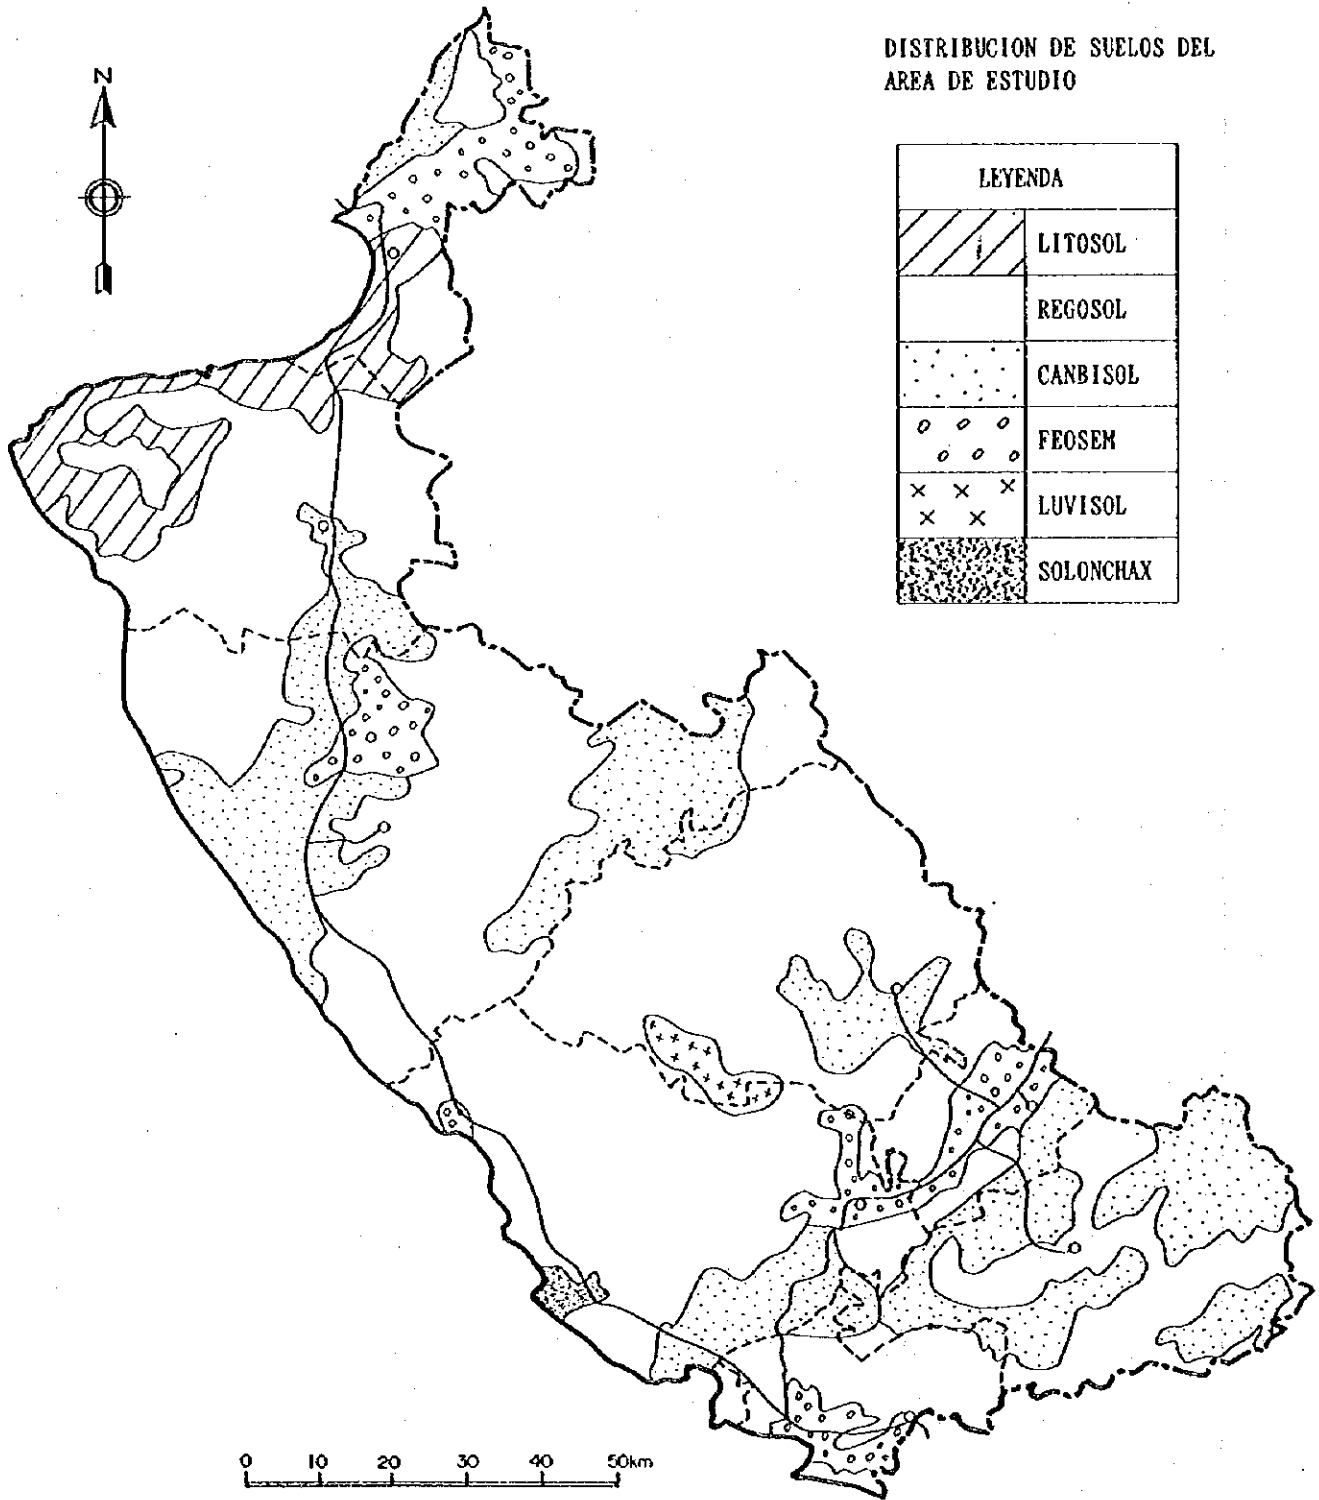 DISTRIBUCION DE SUELOS DEL
AREA DE ESTUDIO
N
LEYENDA
LITOSOL
REGOSOL
CANBISOL
FEOSEM
LUVISOL
SOLONCHAX
0 10 20 30 40 50km